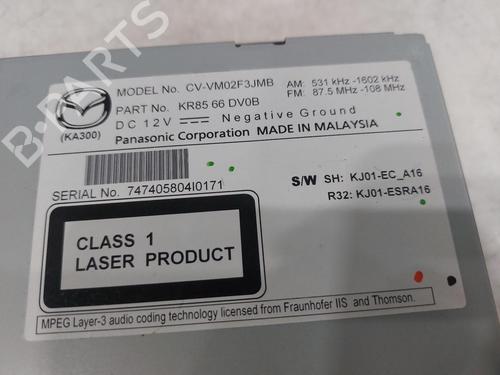 MODEL No. CV-VM02F3JMB
AM: 531 kHz -1602 kHz
FM: 87.5 MHz -108 MHz
PART No. KR85 66 DV0B
DC 12V Negative Ground
(KA300)
Panasonic Corporation MADE IN MALAYSIA
S/W SH: KJ01-EC_A16
R32: KJ01-ESRA16
SERIAL No. 747405804I0171
CLASS 1
LASER PRODUCT
MPEG Layer-3 audio coding technology licensed from Fraunhofer IIS and Thomson.
B-PARTS